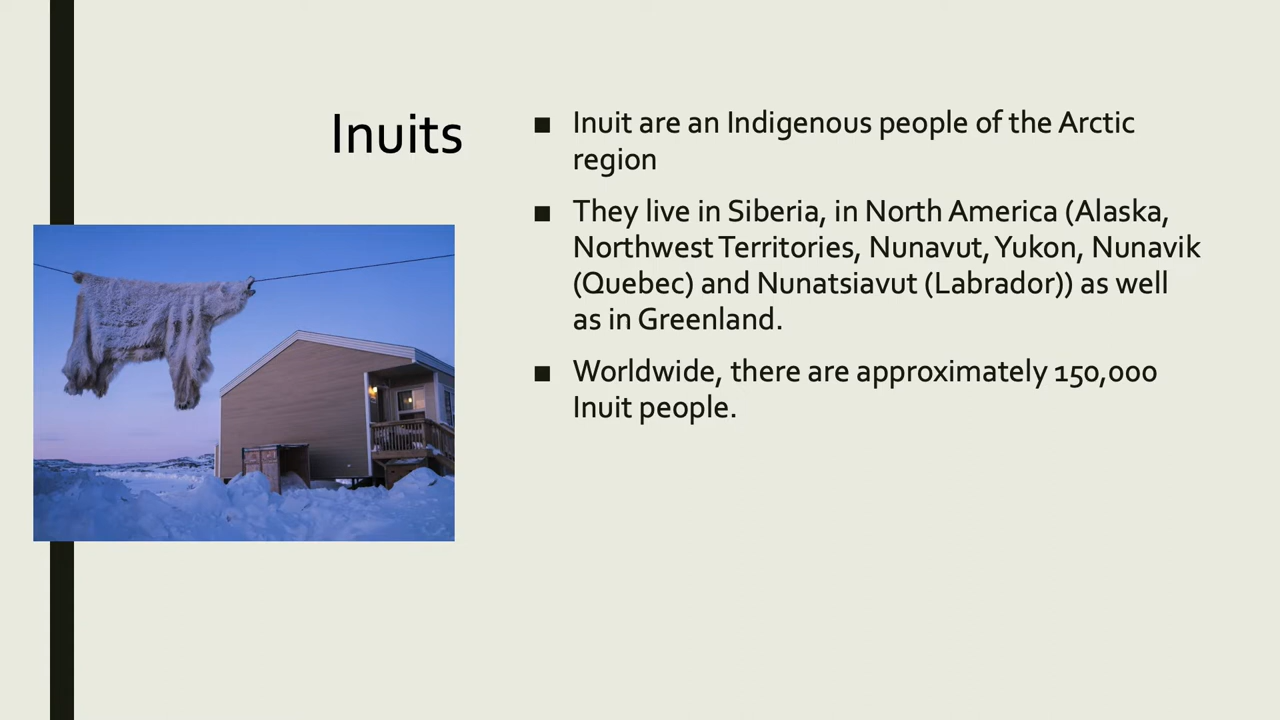 Inuits
■ Inuit are an Indigenous people of the Arctic
region
■ They live in Siberia, in North America (Alaska,
Northwest Territories, Nunavut, Yukon, Nunavik
(Quebec) and Nunatsiavut (Labrador)) as well
as in Greenland.
■ Worldwide, there are approximately 150,000
Inuit people.